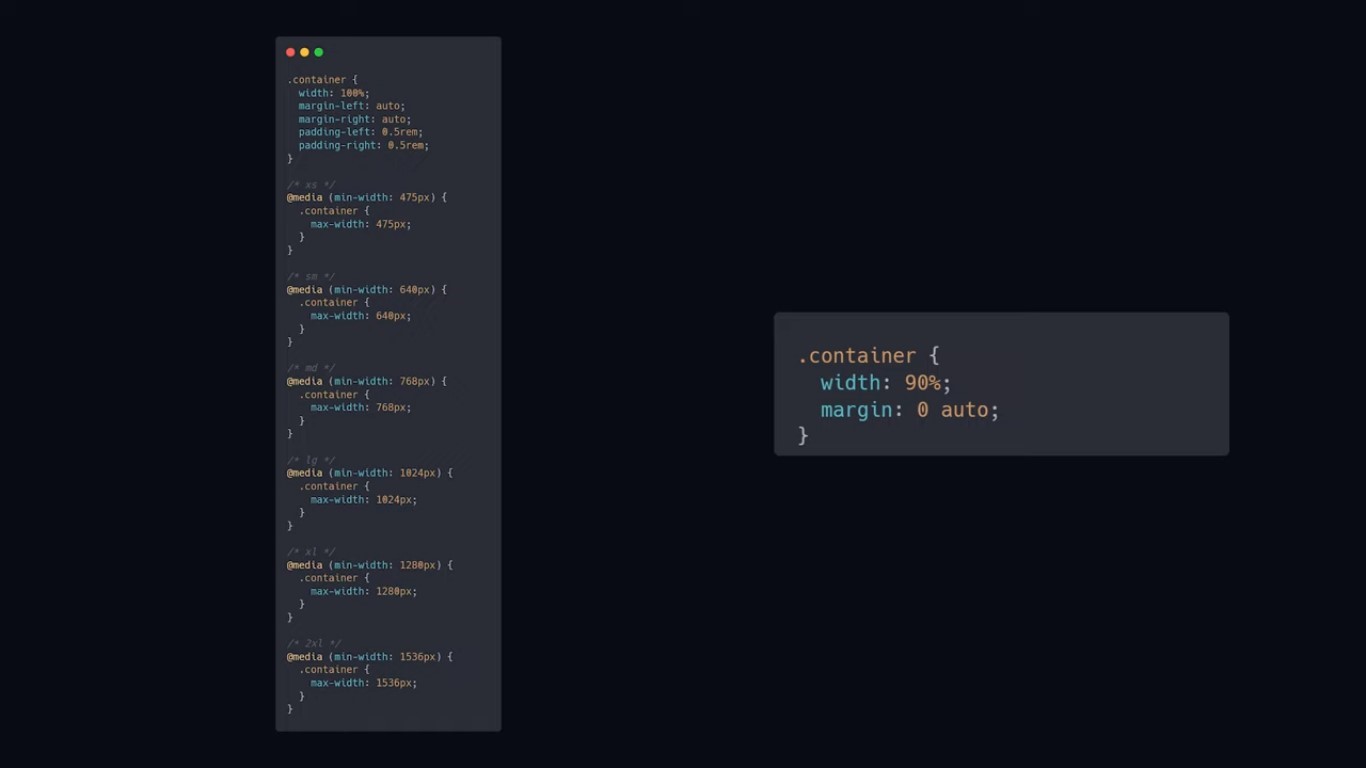 .container {
  width: 100%;
  margin-left: auto;
  margin-right: auto;
  padding-left: 0.5rem;
  padding-right: 0.5rem;
}
/* xs */
@media (min-width: 475px) {
  .container {
    max-width: 475px;
  }
}
/* sm */
@media (min-width: 640px) {
  .container {
    max-width: 640px;
  }
}
/* md */
@media (min-width: 768px) {
  .container {
    max-width: 768px;
  }
}
/* lg */
@media (min-width: 1024px) {
  .container {
    max-width: 1024px;
  }
}
/* xl */
@media (min-width: 1280px) {
  .container {
    max-width: 1280px;
  }
}
/* 2xl */
@media (min-width: 1536px) {
  .container {
    max-width: 1536px;
  }
}
.container {
  width: 90%;
  margin: 0 auto;
}